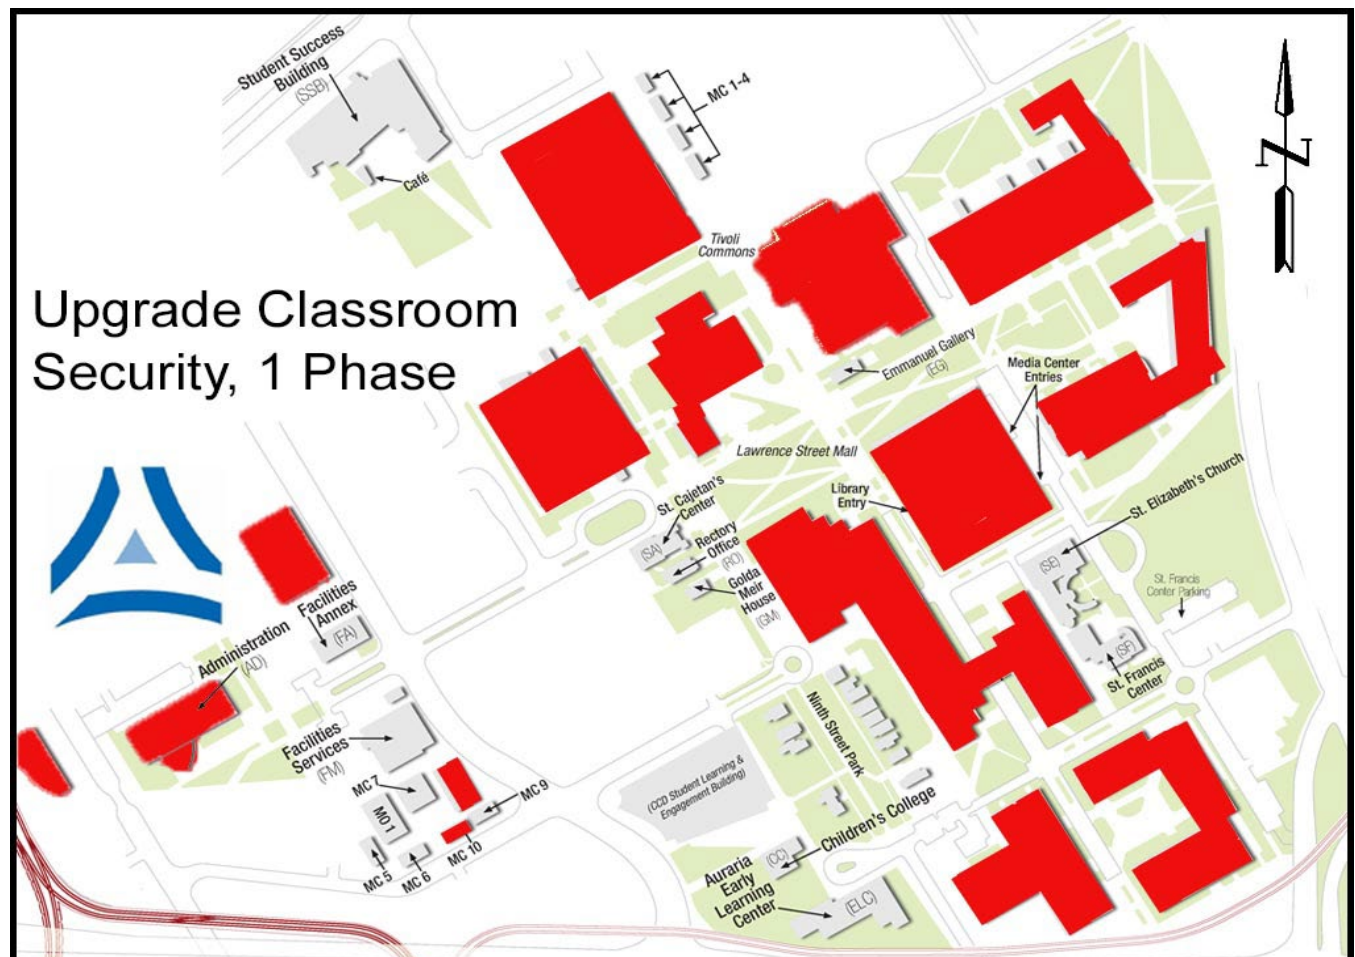 Student Success
Building
(SSB)
Café
MC 1-4
Tivoli
Commons
N
Upgrade Classroom
Security, 1 Phase
Emmanuel Gallery
(EG)
Media Center
Entries
Lawrence Street Mall
Library
Entry
St. Elizabeth's Church
(SE)
St. Cajetan's
Center
(SA)
Rectory
Office
(RO)
Golda
Meir
House
(GM)
St. Francis
Center Parking
(SF)
St. Francis
Center
Facilities
Annex
(FA)
Administration
(AD)
Facilities
Services
(FM)
MC 7
MO1
MC 9
MC 10
MC 5
MC 6
Ninth Street Park
(CCD Student Learning &
Engagement Building)
Children's College
(CC)
Auraria
Early
Learning
Center
(ELC)